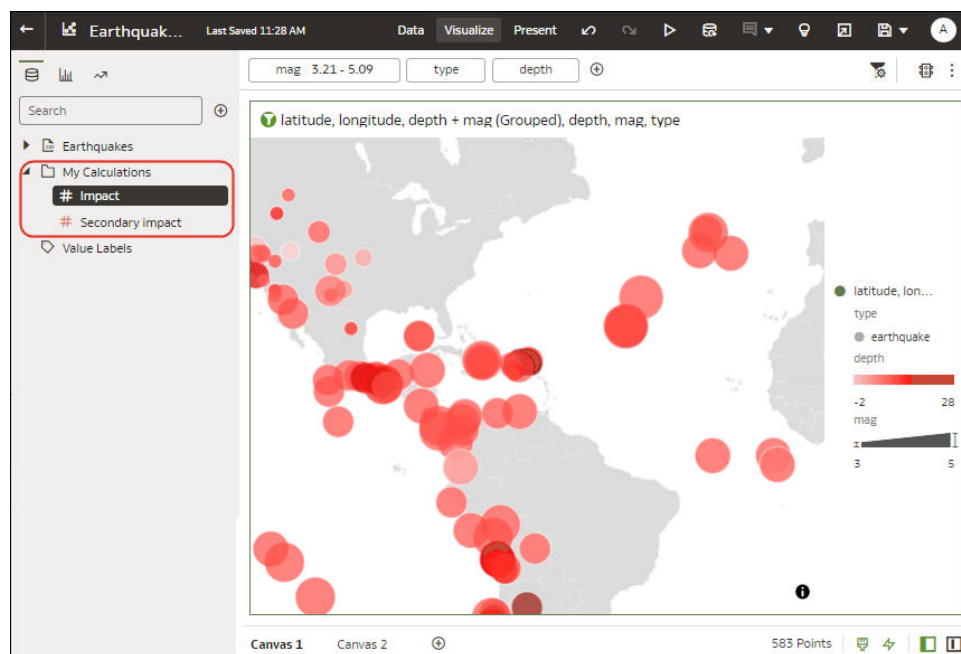 Earthquak... Last Saved 11:28 AM Data Visualize Present A
mag 3.21 - 5.09 type depth
Search
Earthquakes
My Calculations
# Impact
# Secondary impact
Value Labels
latitude, longitude, depth + mag (Grouped), depth, mag, type
latitude, lon...
type
earthquake
depth
-2 28
mag
3 5
Canvas 1 Canvas 2 583 Points